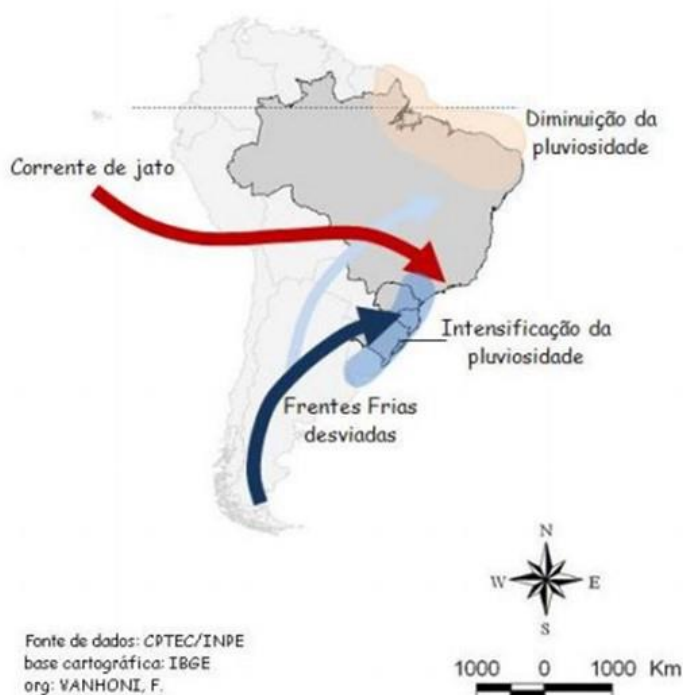 Diminuição da
pluviosidade
Corrente de jato
Intensificação da
pluviosidade
Frentes Frias
desviadas
N
W E
S
Fonte de dados: CPTEC/INPE
base cartográfica: IBGE
org: VANHONI, F.
1000 0 1000 Km